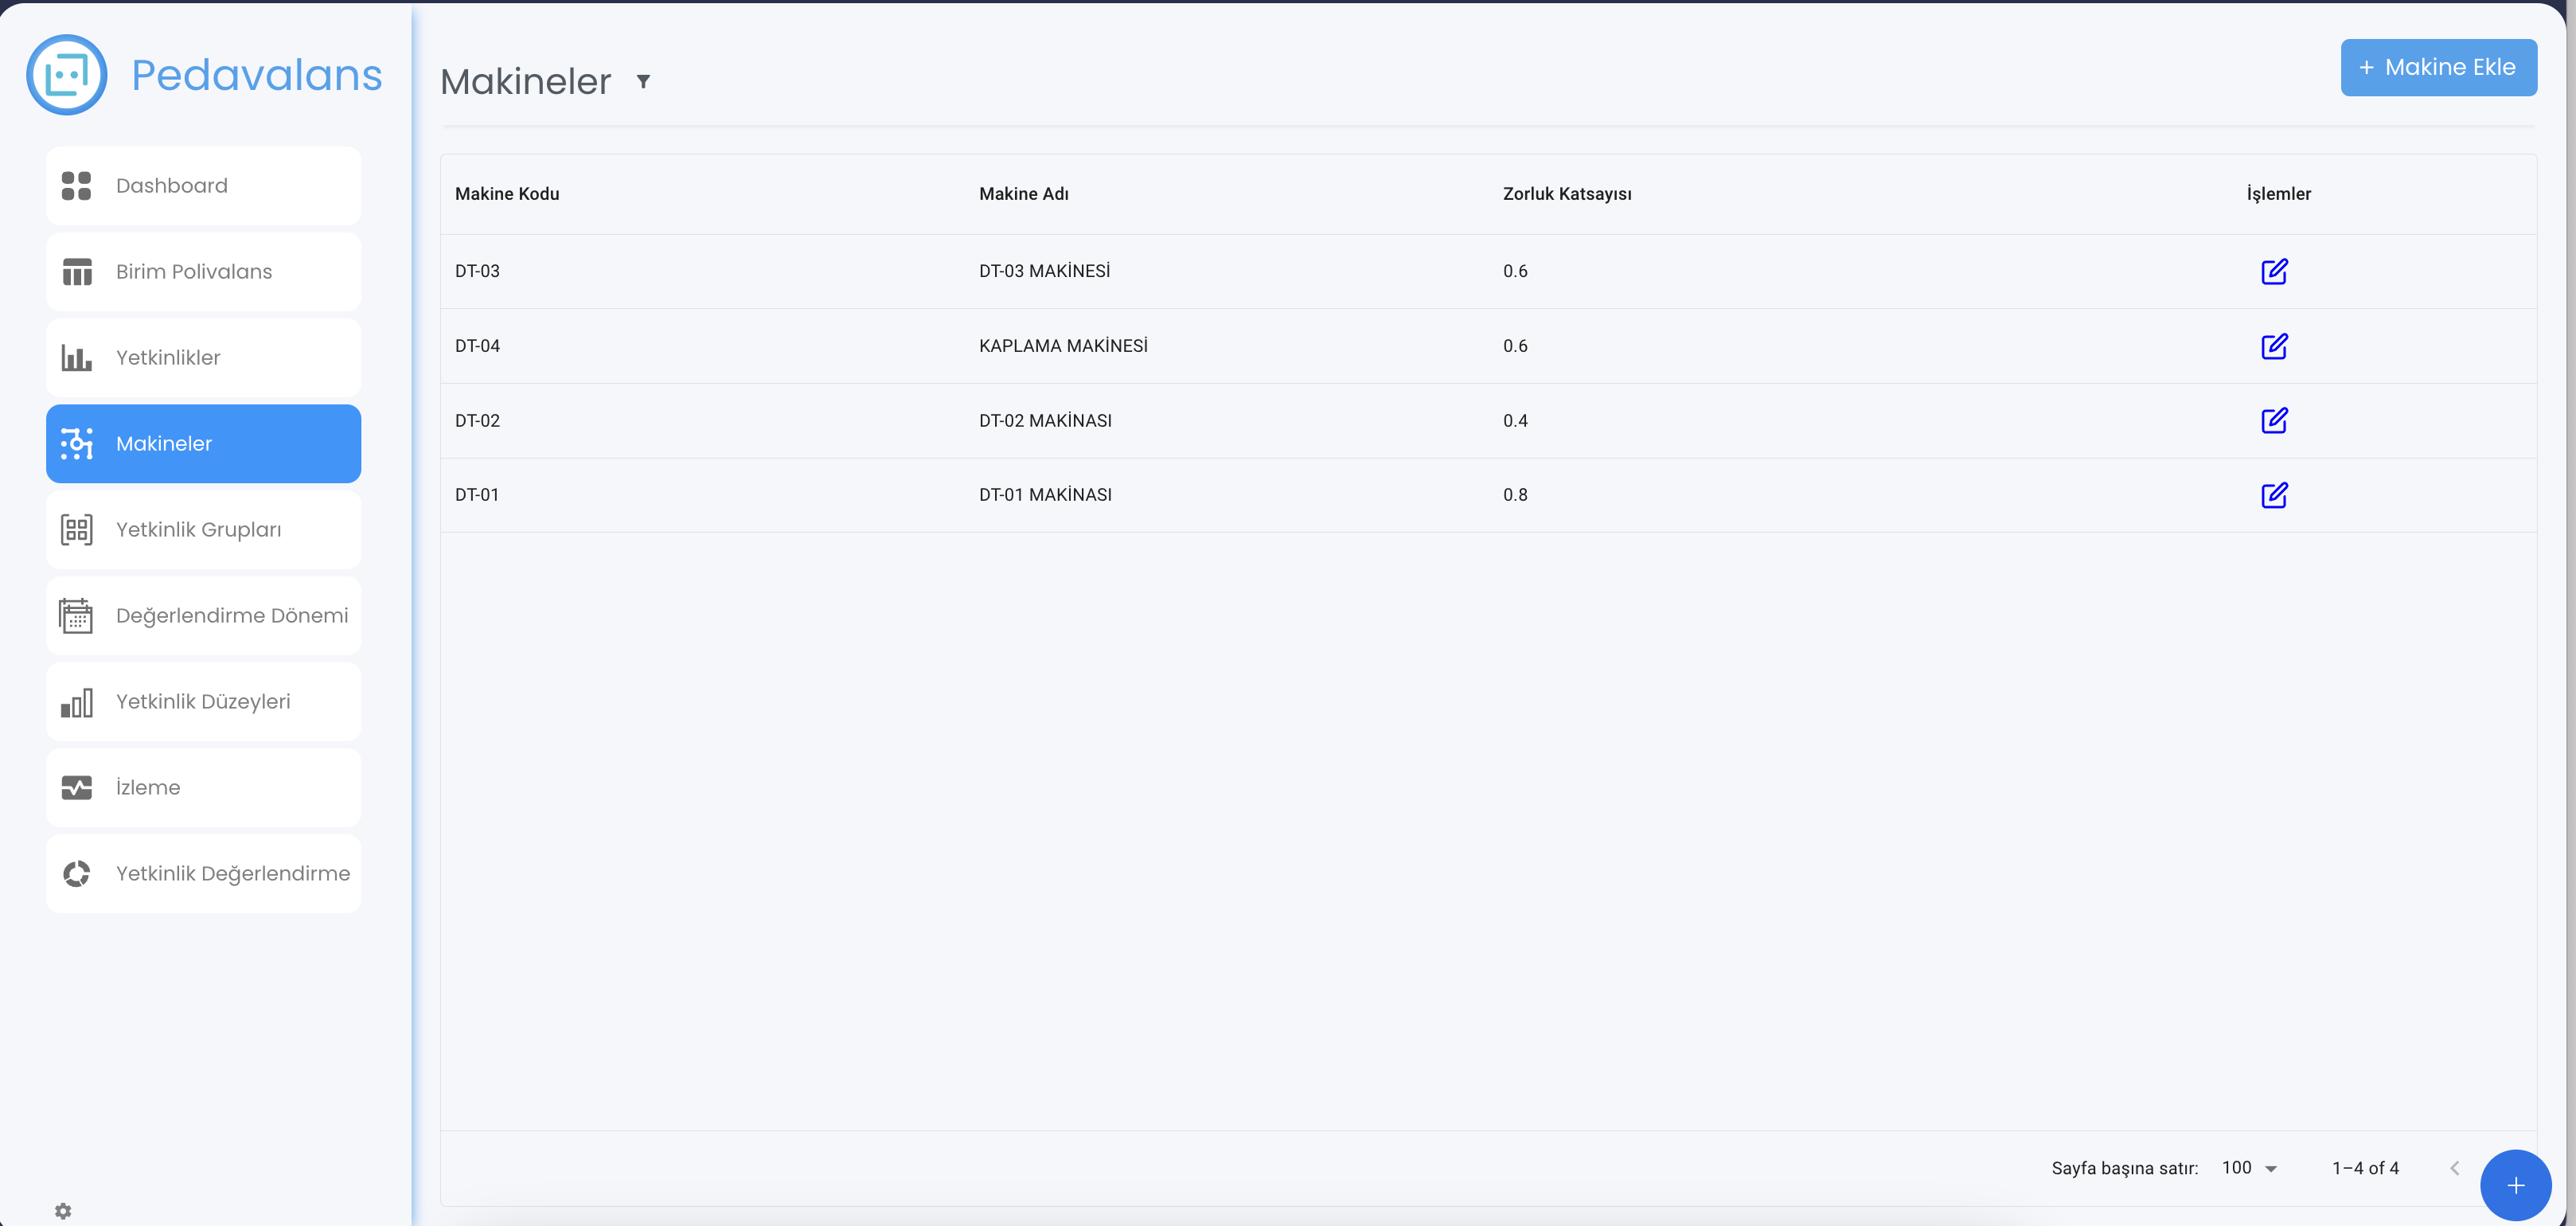 Pedavalans
Dashboard
Birim Polivalans
Yetkinlikler
Makineler
Yetkinlik Grupları
Değerlendirme Dönemi
Yetkinlik Düzeyleri
İzleme
Yetkinlik Değerlendirme
Makineler
+ Makine Ekle
Makine Kodu Makine Adı Zorluk Katsayısı İşlemler
DT-03 DT-03 MAKİNESİ 0.6
DT-04 KAPLAMA MAKİNESİ 0.6
DT-02 DT-02 MAKİNASI 0.4
DT-01 DT-01 MAKİNASI 0.8
Sayfa başına satır: 100 1–4 of 4